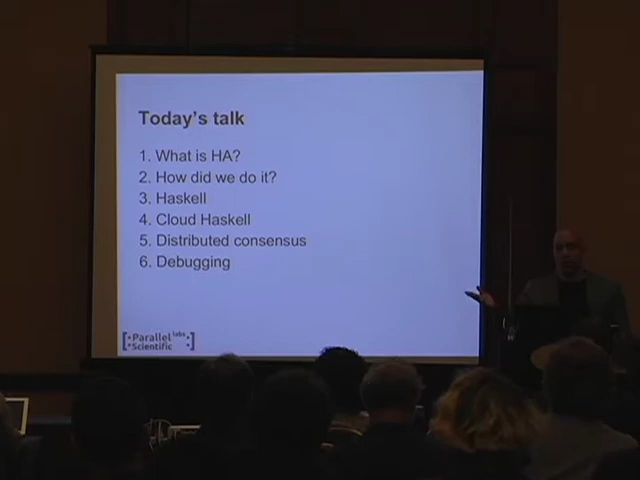 Today's talk
1. What is HA?
2. How did we do it?
3. Haskell
4. Cloud Haskell
5. Distributed consensus
6. Debugging
[:Parallel labs:]
[:Scientific :]